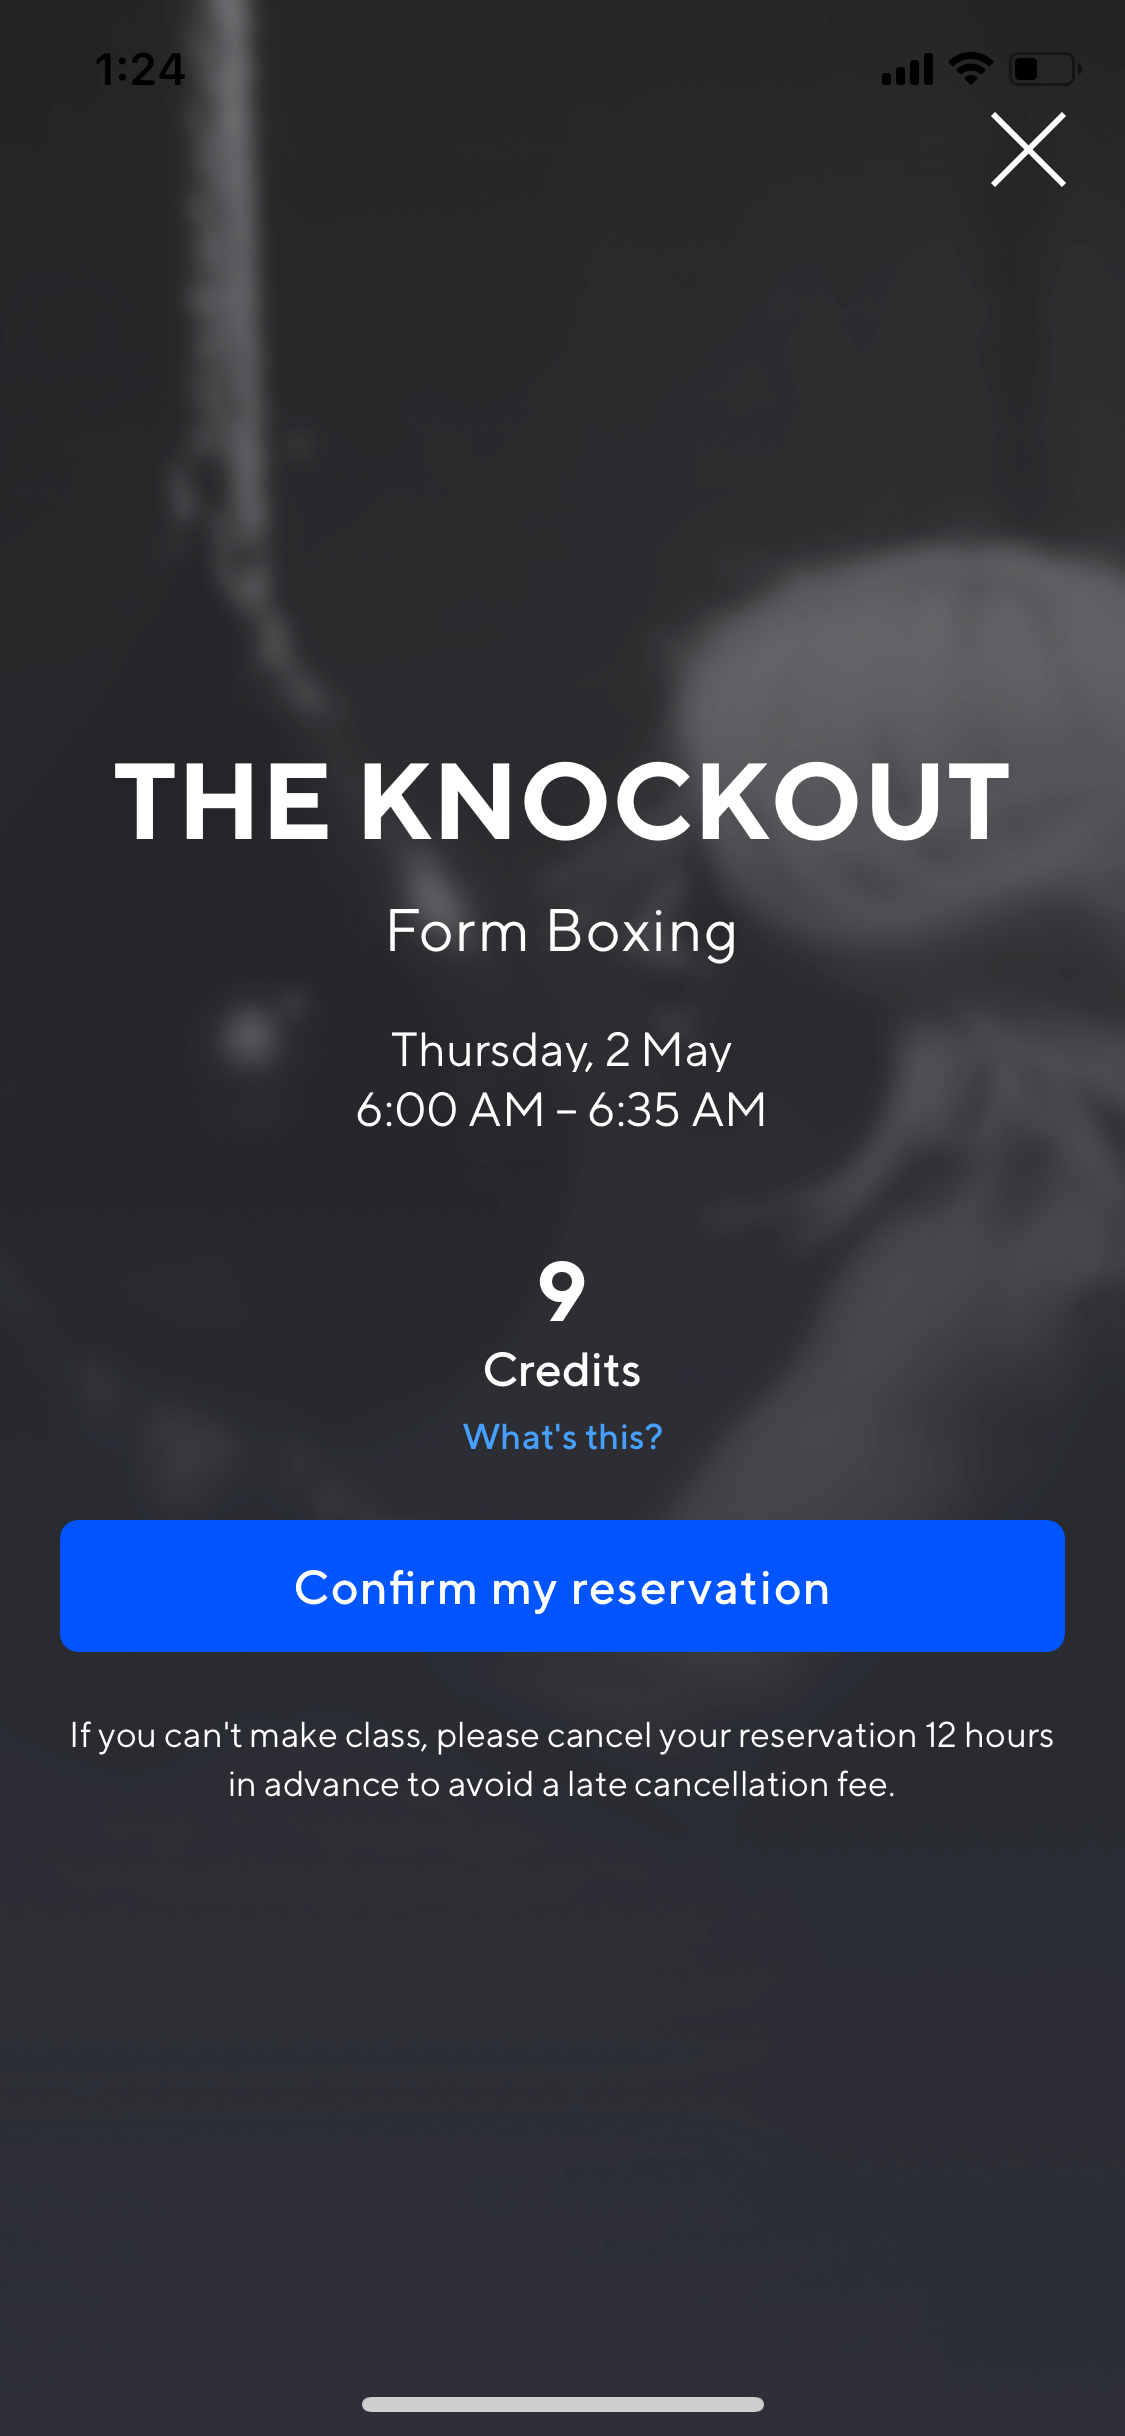 1:24
THE KNOCKOUT
Form Boxing
Thursday, 2 May
6:00 AM – 6:35 AM
9
Credits
What's this?
Confirm my reservation
If you can't make class, please cancel your reservation 12 hours
in advance to avoid a late cancellation fee.